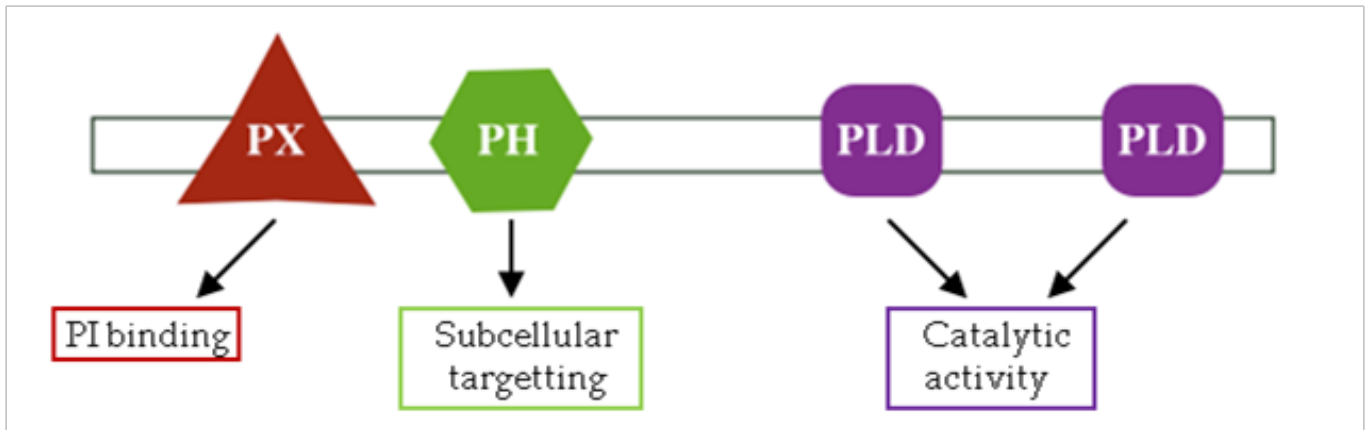 PX
PH
PLD
PLD
PI binding
Subcellular
targetting
Catalytic
activity